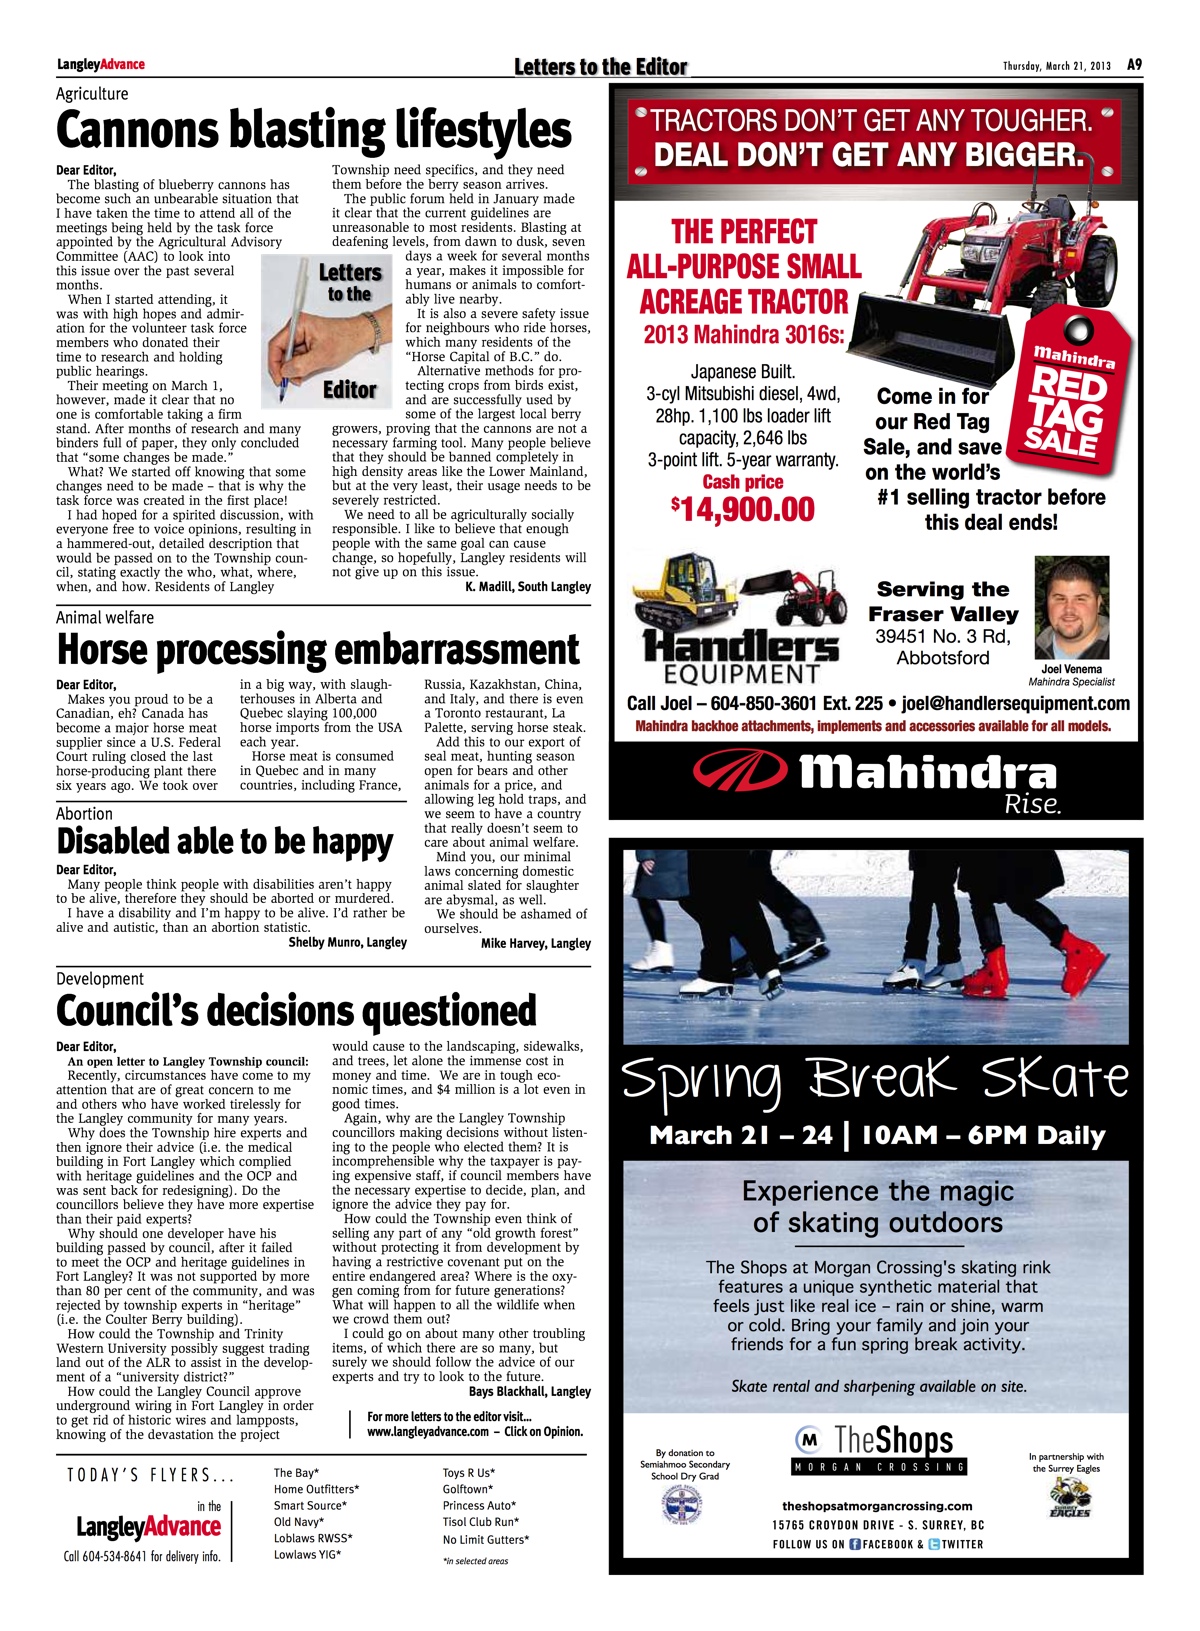 LangleyAdvance
Letters to the Editor
Thursday, March 21, 2013 A9
Agriculture
Cannons blasting lifestyles
Dear Editor,
The blasting of blueberry cannons has
become such an unbearable situation that
I have taken the time to attend all of the
meetings being held by the task force
appointed by the Agricultural Advisory
Committee (AAC) to look into
this issue over the past several
months.
When I started attending, it
was with high hopes and admir-
ation for the volunteer task force
members who donated their
time to research and holding
public hearings.
Their meeting on March 1,
however, made it clear that no
one is comfortable taking a firm
stand. After months of research and many
binders full of paper, they only concluded
that “some changes be made.”
What? We started off knowing that some
changes need to be made – that is why the
task force was created in the first place!
I had hoped for a spirited discussion, with
everyone free to voice opinions, resulting in
a hammered-out, detailed description that
would be passed on to the Township coun-
cil, stating exactly the who, what, where,
when, and how. Residents of Langley
Letters
to the
Editor
Township need specifics, and they need
them before the berry season arrives.
The public forum held in January made
it clear that the current guidelines are
unreasonable to most residents. Blasting at
deafening levels, from dawn to dusk, seven
days a week for several months
a year, makes it impossible for
humans or animals to comfort-
ably live nearby.
It is also a severe safety issue
for neighbours who ride horses,
which many residents of the
“Horse Capital of B.C.” do.
Alternative methods for pro-
tecting crops from birds exist,
and are successfully used by
some of the largest local berry
growers, proving that the cannons are not a
necessary farming tool. Many people believe
that they should be banned completely in
high density areas like the Lower Mainland,
but at the very least, their usage needs to be
severely restricted.
We need to all be agriculturally socially
responsible. I like to believe that enough
people with the same goal can cause
change, so hopefully, Langley residents will
not give up on this issue.
K. Madill, South Langley
Animal welfare
Horse processing embarrassment
Dear Editor,
Makes you proud to be a
Canadian, eh? Canada has
become a major horse meat
supplier since a U.S. Federal
Court ruling closed the last
horse-producing plant there
six years ago. We took over
in a big way, with slaugh-
terhouses in Alberta and
Quebec slaying 100,000
horse imports from the USA
each year.
Horse meat is consumed
in Quebec and in many
countries, including France,
Russia, Kazakhstan, China,
and Italy, and there is even
a Toronto restaurant, La
Palette, serving horse steak.
Add this to our export of
seal meat, hunting season
open for bears and other
animals for a price, and
allowing leg hold traps, and
we seem to have a country
that really doesn’t seem to
care about animal welfare.
Mind you, our minimal
laws concerning domestic
animal slated for slaughter
are abysmal, as well.
We should be ashamed of
ourselves.
Mike Harvey, Langley
Abortion
Disabled able to be happy
Dear Editor,
Many people think people with disabilities aren’t happy
to be alive, therefore they should be aborted or murdered.
I have a disability and I’m happy to be alive. I’d rather be
alive and autistic, than an abortion statistic.
Shelby Munro, Langley
Development
Council’s decisions questioned
Dear Editor,
An open letter to Langley Township council:
Recently, circumstances have come to my
attention that are of great concern to me
and others who have worked tirelessly for
the Langley community for many years.
Why does the Township hire experts and
then ignore their advice (i.e. the medical
building in Fort Langley which complied
with heritage guidelines and the OCP and
was sent back for redesigning). Do the
councillors believe they have more expertise
than their paid experts?
Why should one developer have his
building passed by council, after it failed
to meet the OCP and heritage guidelines in
Fort Langley? It was not supported by more
than 80 per cent of the community, and was
rejected by township experts in “heritage”
(i.e. the Coulter Berry building).
How could the Township and Trinity
Western University possibly suggest trading
land out of the ALR to assist in the develop-
ment of a “university district?”
How could the Langley Council approve
underground wiring in Fort Langley in order
to get rid of historic wires and lampposts,
knowing of the devastation the project
would cause to the landscaping, sidewalks,
and trees, let alone the immense cost in
money and time. We are in tough eco-
nomic times, and $4 million is a lot even in
good times.
Again, why are the Langley Township
councillors making decisions without listen-
ing to the people who elected them? It is
incomprehensible why the taxpayer is pay-
ing expensive staff, if council members have
the necessary expertise to decide, plan, and
ignore the advice they pay for.
How could the Township even think of
selling any part of any “old growth forest”
without protecting it from development by
having a restrictive covenant put on the
entire endangered area? Where is the oxy-
gen coming from for future generations?
What will happen to all the wildlife when
we crowd them out?
I could go on about many other troubling
items, of which there are so many, but
surely we should follow the advice of our
experts and try to look to the future.
Bays Blackhall, Langley
For more letters to the editor visit...
www.langleyadvance.com – Click on Opinion.
TODAY’S FLYERS...
in the
LangleyAdvance
Call 604-534-8641 for delivery info.
The Bay*
Home Outfitters*
Smart Source*
Old Navy*
Loblaws RWSS*
Lowlaws YIG*
Toys R Us*
Golftown*
Princess Auto*
Tisol Club Run*
No Limit Gutters*
*in selected areas
TRACTORS DON’T GET ANY TOUGHER.
DEAL DON’T GET ANY BIGGER.
THE PERFECT
ALL-PURPOSE SMALL
ACREAGE TRACTOR
2013 Mahindra 3016s:
Japanese Built.
3-cyl Mitsubishi diesel, 4wd,
28hp. 1,100 lbs loader lift
capacity, 2,646 lbs
3-point lift. 5-year warranty.
Cash price
$14,900.00
Mahindra
RED
TAG
SALE
Come in for
our Red Tag
Sale, and save
on the world’s
#1 selling tractor before
this deal ends!
Handlers
EQUIPMENT
Serving the
Fraser Valley
39451 No. 3 Rd,
Abbotsford
Joel Venema
Mahindra Specialist
Call Joel – 604-850-3601 Ext. 225 • joel@handlersequipment.com
Mahindra backhoe attachments, implements and accessories available for all models.
Mahindra
Rise.
Spring Break Skate
March 21 – 24 | 10AM – 6PM Daily
Experience the magic
of skating outdoors
The Shops at Morgan Crossing's skating rink
features a unique synthetic material that
feels just like real ice – rain or shine, warm
or cold. Bring your family and join your
friends for a fun spring break activity.
Skate rental and sharpening available on site.
By donation to
Semiahmoo Secondary
School Dry Grad
M TheShops
MORGAN CROSSING
In partnership with
the Surrey Eagles
SURREY
EAGLES
theshopsatmorgancrossing.com
15765 CROYDON DRIVE - S. SURREY, BC
FOLLOW US ON FACEBOOK & TWITTER